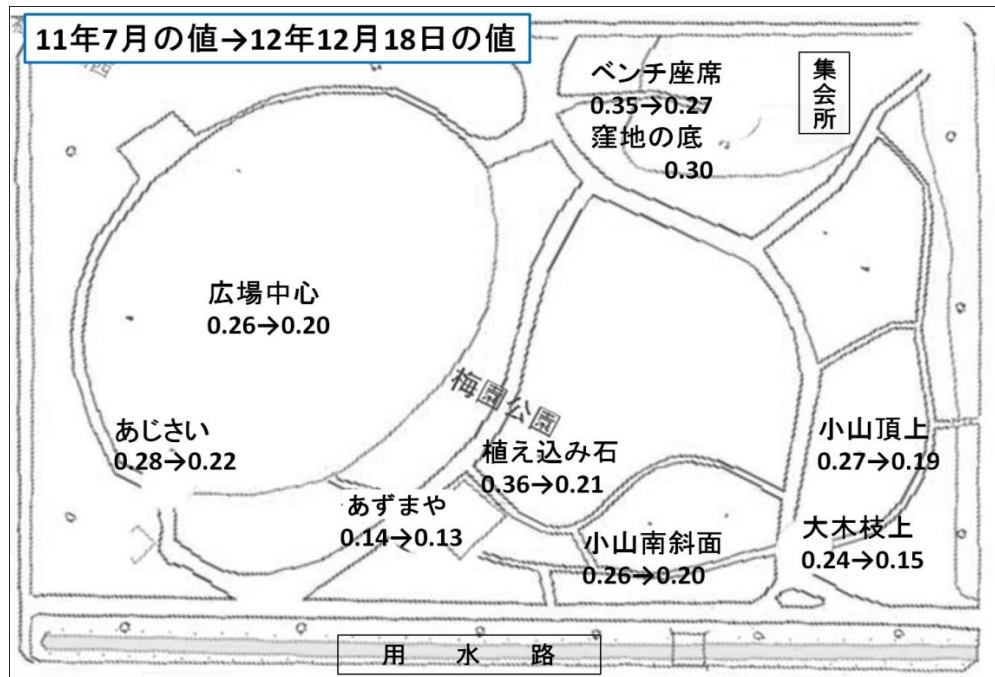 11年7月の値→12年12月18日の値
西
ベンチ座席
0.35→0.27
窪地の底
0.30
集会所
広場中心
0.26→0.20
梅園公園
あじさい
0.28→0.22
植え込み石
0.36→0.21
小山頂上
0.27→0.19
あずまや
0.14→0.13
小山南斜面
0.26→0.20
大木枝上
0.24→0.15
用水路